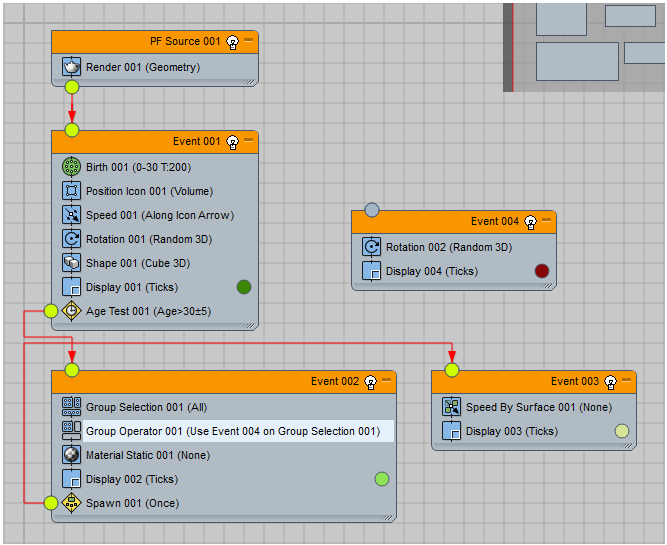 PF Source 001
Render 001 (Geometry)
Event 001
Birth 001 (0-30 T:200)
Position Icon 001 (Volume)
Speed 001 (Along Icon Arrow)
Rotation 001 (Random 3D)
Shape 001 (Cube 3D)
Display 001 (Ticks)
Age Test 001 (Age>30±5)
Event 004
Rotation 002 (Random 3D)
Display 004 (Ticks)
Event 002
Group Selection 001 (All)
Group Operator 001 (Use Event 004 on Group Selection 001)
Material Static 001 (None)
Display 002 (Ticks)
Spawn 001 (Once)
Event 003
Speed By Surface 001 (None)
Display 003 (Ticks)